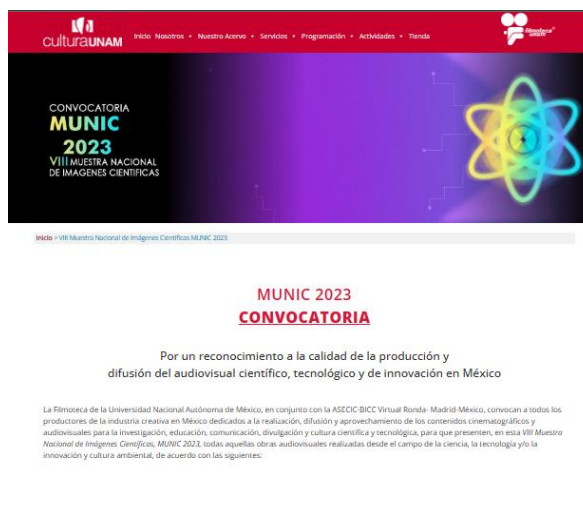 culturaUNAM
Inicio Nosotros Nuestro Acervo Servicios Programación Actividades Tienda
filmoteca
unam
CONVOCATORIA
MUNIC
2023
VIII MUESTRA NACIONAL
DE IMAGENES CIENTIFICAS
Inicio > VIII Muestra Nacional de Imágenes Científicas MUNIC 2023
MUNIC 2023
CONVOCATORIA
Por un reconocimiento a la calidad de la producción y
difusión del audiovisual científico, tecnológico y de innovación en México
La Filmoteca de la Universidad Nacional Autónoma de México, en conjunto con la ASECIC-BICC Virtual Ronda- Madrid-México, convocan a todos los
productores de la industria creativa en México dedicados a la realización, difusión y aprovechamiento de los contenidos cinematográficos y
audiovisuales para la investigación, educación, comunicación, divulgación y cultura científica y tecnológica, para que presenten, en esta VIII Muestra
Nacional de Imágenes Científicas, MUNIC 2023, todas aquellas obras audiovisuales realizadas desde el campo de la ciencia, la tecnología y/o la
innovación y cultura ambiental, de acuerdo con las siguientes: